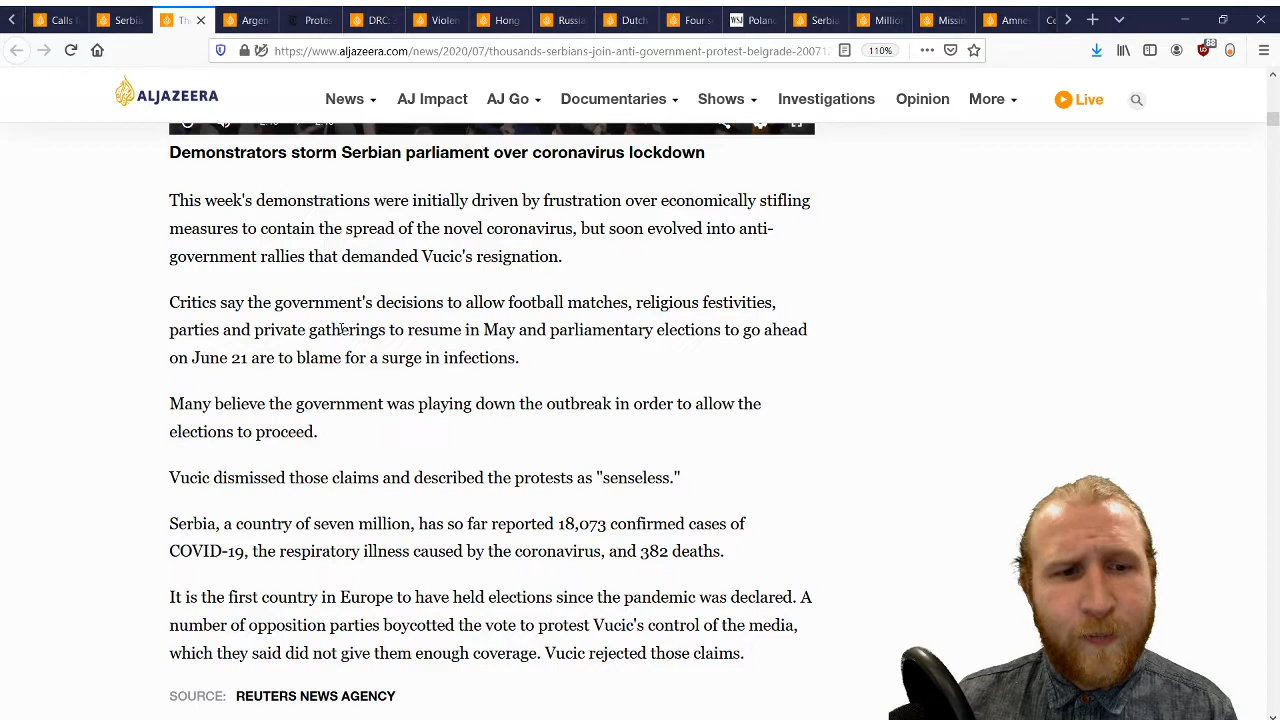 Calls f
Serbia
Th
Argen
Protes
DRC: 3
Violen
Hong
Russia
Dutch
Four s
WSJ
Polanc
Serbia
Million
Missin
Amnes
Co
https://www.aljazeera.com/news/2020/07/thousands-serbians-join-anti-government-protest-belgrade-20071
110%
ALJAZEERA
News
AJ Impact
AJ Go
Documentaries
Shows
Investigations
Opinion
More
Live
Demonstrators storm Serbian parliament over coronavirus lockdown
This week's demonstrations were initially driven by frustration over economically stifling
measures to contain the spread of the novel coronavirus, but soon evolved into anti-
government rallies that demanded Vucic's resignation.
Critics say the government's decisions to allow football matches, religious festivities,
parties and private gatherings to resume in May and parliamentary elections to go ahead
on June 21 are to blame for a surge in infections.
Many believe the government was playing down the outbreak in order to allow the
elections to proceed.
Vucic dismissed those claims and described the protests as "senseless."
Serbia, a country of seven million, has so far reported 18,073 confirmed cases of
COVID-19, the respiratory illness caused by the coronavirus, and 382 deaths.
It is the first country in Europe to have held elections since the pandemic was declared. A
number of opposition parties boycotted the vote to protest Vucic's control of the media,
which they said did not give them enough coverage. Vucic rejected those claims.
SOURCE: REUTERS NEWS AGENCY